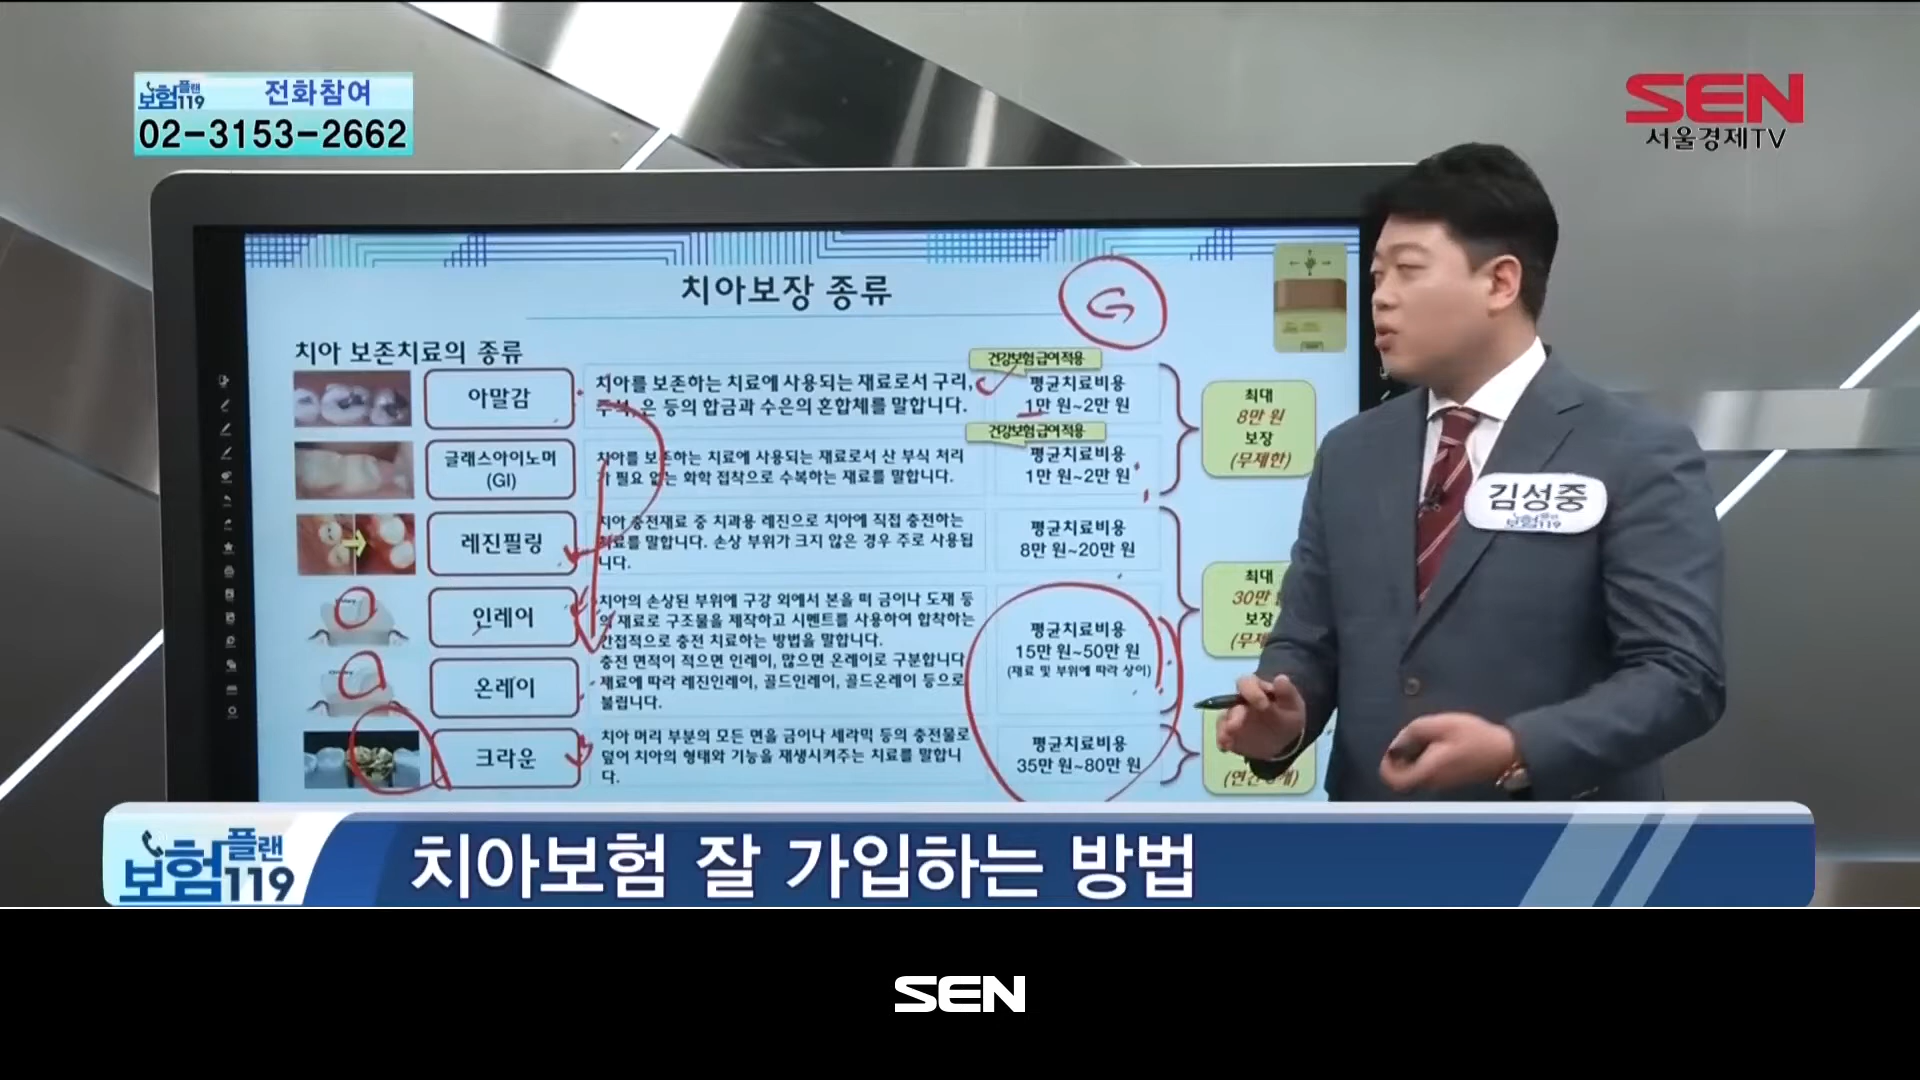 보험플랜119
전화참여
02-3153-2662
SEN
서울경제TV
치아보장 종류
G
치아 보존치료의 종류
아말감
치아를 보존하는 치료에 사용되는 재료로서 구리,
주석, 은 등의 합금과 수은의 혼합체를 말합니다.
건강보험 급여적용
평균치료비용
1만 원~2만 원
최대
8만 원
보장
(무제한)
글래스아이노머
(GI)
치아를 보존하는 치료에 사용되는 재료로서 산 부식 처리
필요 없는 화학 접착으로 수복하는 재료를 말합니다.
건강보험 급여적용
평균치료비용
1만 원~2만 원
레진필링
치아 충전재료 중 치과용 레진으로 치아에 직접 충전하는
치료를 말합니다. 손상 부위가 크지 않은 경우 주로 사용됩
니다.
평균치료비용
8만 원~20만 원
인레이
치아의 손상된 부위에 구강 외에서 본을 떠 금이나 도재 등
의 재료로 구조물을 제작하고 시멘트를 사용하여 합착하는
간접적으로 충전 치료하는 방법을 말합니다.
온레이
충전 면적이 적으면 인레이, 많으면 온레이로 구분합니다
재료에 따라 레진인레이, 골드인레이, 골드온레이 등으로
불립니다.
평균치료비용
15만 원~50만 원
(재료 및 부위에 따라 상이)
최대
30만
보장
크라운
치아 머리 부분의 모든 면을 금이나 세라믹 등의 충전물로
덮어 치아의 형태와 기능을 재생시켜주는 치료를 말합니
다.
평균치료비용
35만 원~80만 원
김성중
보험119
보험플랜119
치아보험 잘 가입하는 방법
SEN